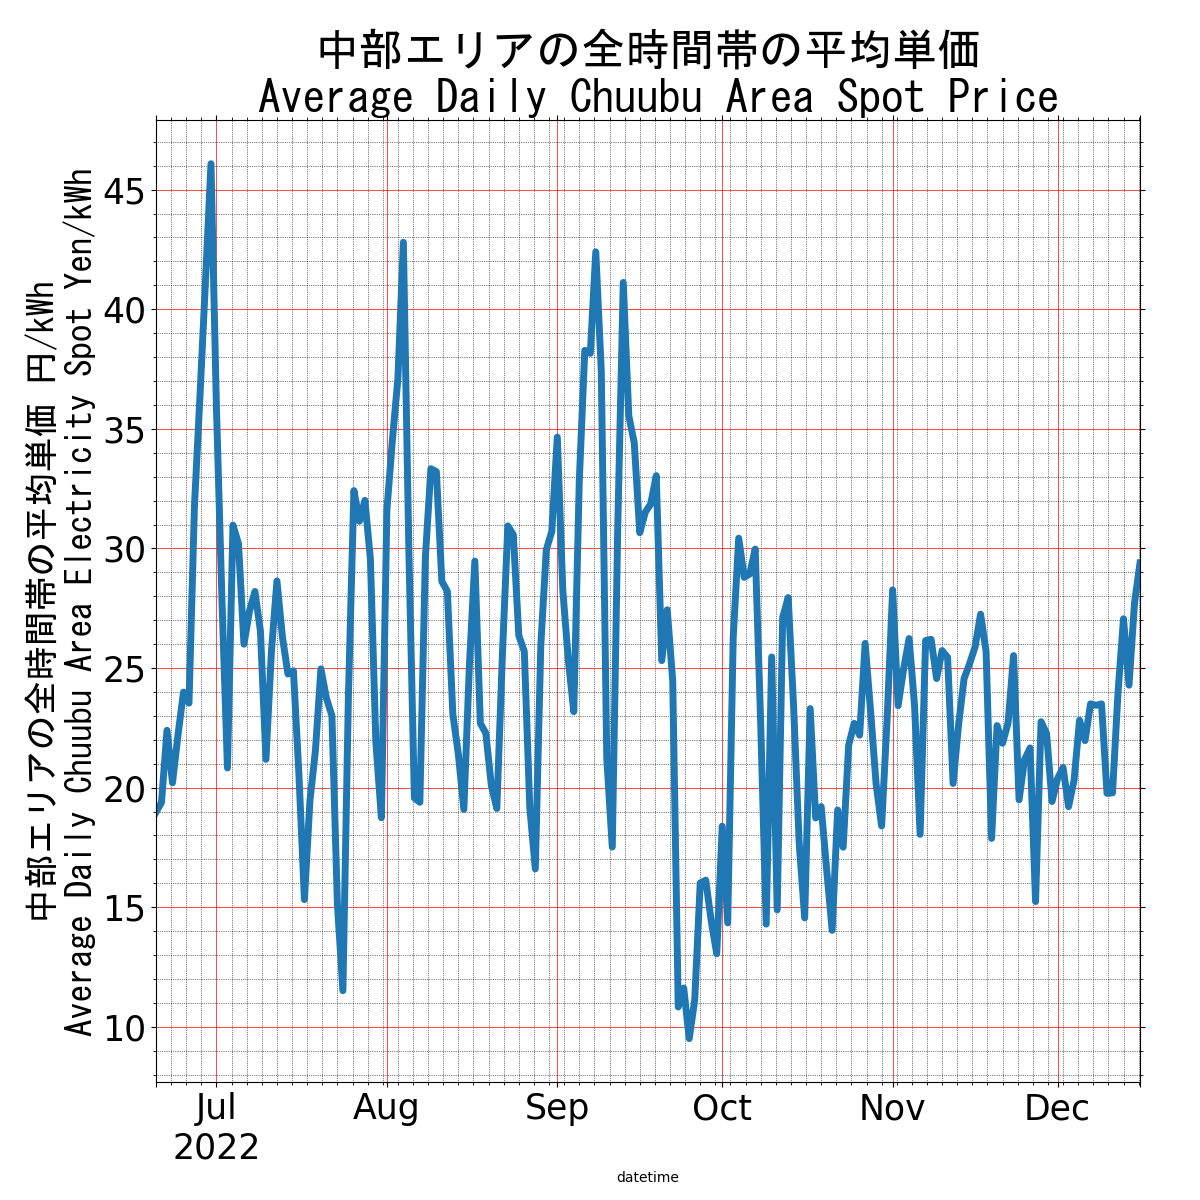 中部エリアの全時間帯の平均単価
Average Daily Chuubu Area Spot Price
中部エリアの全時間帯の平均単価 円/kWh
Average Daily Chuubu Area Electricity Spot Yen/kWh
45
40
35
30
25
20
15
10
Jul
2022
Aug
Sep
Oct
Nov
Dec
datetime